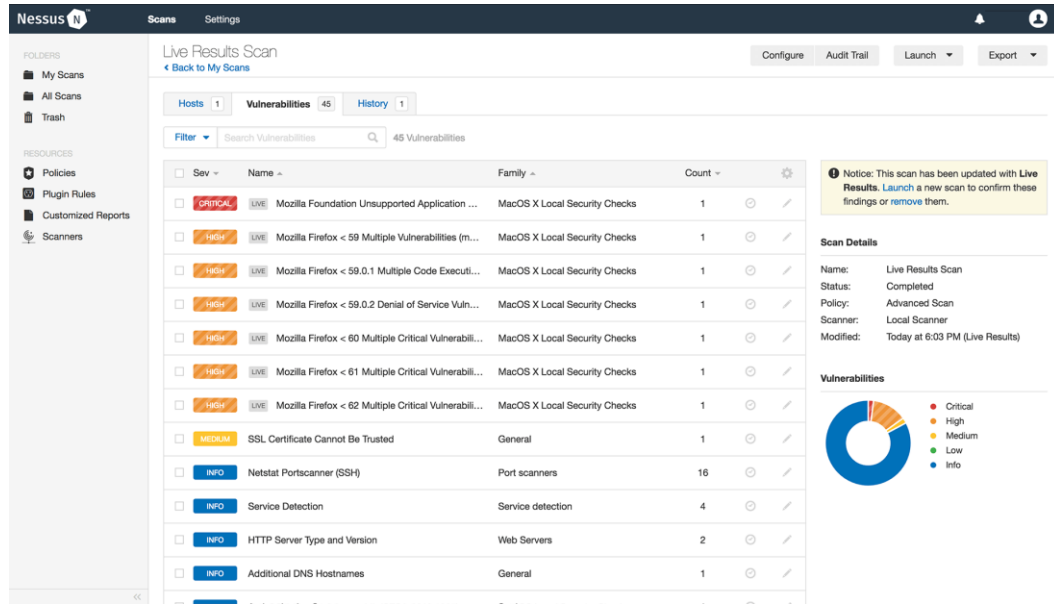 Nessus N ™
Scans Settings
FOLDERS
My Scans
All Scans
Trash
RESOURCES
Policies
Plugin Rules
Customized Reports
Scanners
Live Results Scan
Back to My Scans
Configure Audit Trail Launch Export
Hosts 1 Vulnerabilities 45 History 1
Filter Search Vulnerabilities 45 Vulnerabilities
Sev Name Family Count
CRITICAL LIVE Mozilla Foundation Unsupported Application ... MacOS X Local Security Checks 1
HIGH LIVE Mozilla Firefox < 59 Multiple Vulnerabilities (m... MacOS X Local Security Checks 1
HIGH LIVE Mozilla Firefox < 59.0.1 Multiple Code Executi... MacOS X Local Security Checks 1
HIGH LIVE Mozilla Firefox < 59.0.2 Denial of Service Vuln... MacOS X Local Security Checks 1
HIGH LIVE Mozilla Firefox < 60 Multiple Critical Vulnerabili... MacOS X Local Security Checks 1
HIGH LIVE Mozilla Firefox < 61 Multiple Critical Vulnerabili... MacOS X Local Security Checks 1
HIGH LIVE Mozilla Firefox < 62 Multiple Critical Vulnerabili... MacOS X Local Security Checks 1
MEDIUM SSL Certificate Cannot Be Trusted General 1
INFO Netstat Portscanner (SSH) Port scanners 16
INFO Service Detection Service detection 4
INFO HTTP Server Type and Version Web Servers 2
INFO Additional DNS Hostnames General 1
Notice: This scan has been updated with Live
Results. Launch a new scan to confirm these
findings or remove them.
Scan Details
Name: Live Results Scan
Status: Completed
Policy: Advanced Scan
Scanner: Local Scanner
Modified: Today at 6:03 PM (Live Results)
Vulnerabilities
Critical
High
Medium
Low
Info